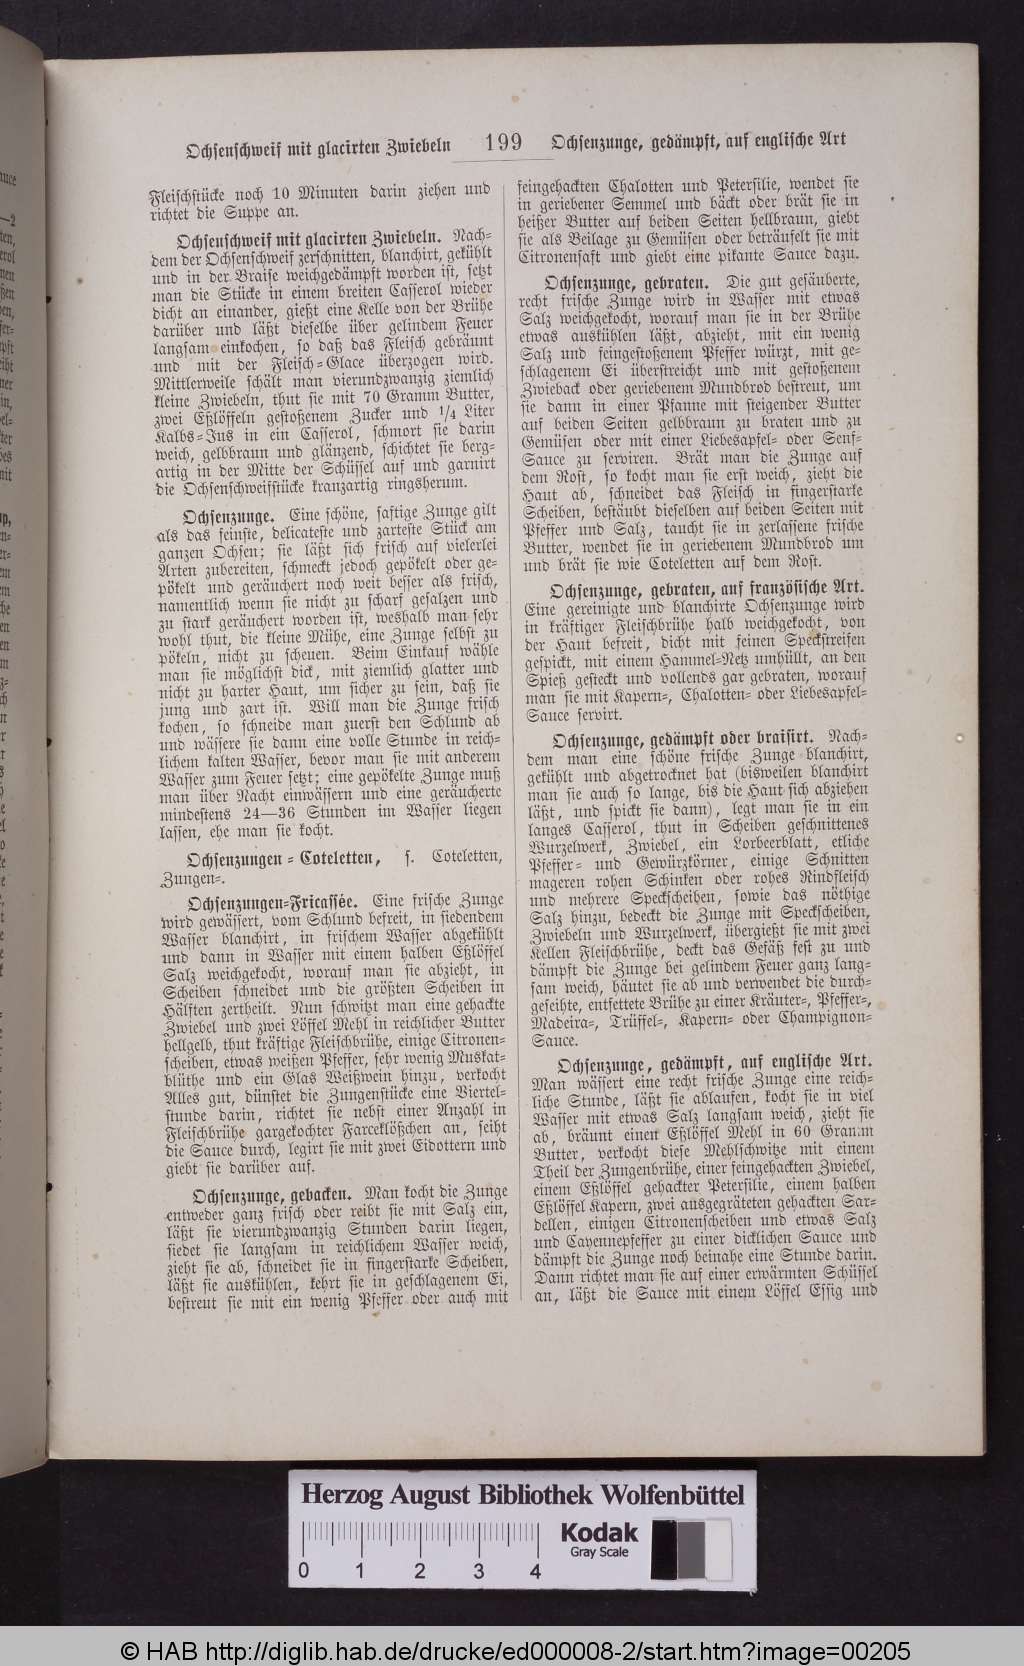 Ochsenschweif mit glacirten Zwiebeln 199 Ochsenzunge, gedämpft, auf englische Art
Fleischstücke noch 10 Minuten darin ziehen und
richtet die Suppe an.
Ochsenschweif mit glacirten Zwiebeln. Nach-
dem der Ochsenschweif zerschnitten, blanchirt, gekühlt
und in der Braise weichgedämpft worden ist, setzt
man die Stücke in einem breiten Casserol wieder
dicht an einander, gießt eine Kelle von der Brühe
darüber und läßt dieselbe über gelindem Feuer
langsam einkochen, so daß das Fleisch gebräunt
und mit der Fleisch-Glace überzogen wird.
Mittlerweile schält man vierundzwanzig ziemlich
kleine Zwiebeln, thut sie mit 70 Gramm Butter,
zwei Eßlöffeln gestoßenem Zucker und 1/4 Liter
Kalbs-Jus in ein Casserol, schmort sie darin
weich, gelbbraun und glänzend, schichtet sie berg-
artig in der Mitte der Schüssel auf und garnirt
die Ochsenschweifstücke kranzartig ringsherum.
Ochsenzunge. Eine schöne, saftige Zunge gilt
als das feinste, delicateste und zarteste Stück am
ganzen Ochsen; sie läßt sich frisch auf vielerlei
Arten zubereiten, schmeckt jedoch gepökelt oder ge-
pökelt und geräuchert noch weit besser als frisch,
namentlich wenn sie nicht zu scharf gesalzen und
zu stark geräuchert worden ist, weshalb man sehr
wohl thut, die kleine Mühe, eine Zunge selbst zu
pökeln, nicht zu scheuen. Beim Einkauf wähle
man sie möglichst dick, mit ziemlich glatter und
nicht zu harter Haut, um sicher zu sein, daß sie
jung und zart ist. Will man die Zunge frisch
kochen, so schneide man zuerst den Schlund ab
und wässere sie dann eine volle Stunde in reich-
lichem kalten Wasser, bevor man sie mit anderem
Wasser zum Feuer setzt; eine gepökelte Zunge muß
man über Nacht einwässern und eine geräucherte
mindestens 24—36 Stunden im Wasser liegen
lassen, ehe man sie kocht.
Ochsenzungen-Coteletten, s. Coteletten,
Zungen-.
Ochsenzungen-Fricassée. Eine frische Zunge
wird gewässert, vom Schlund befreit, in siedendem
Wasser blanchirt, in frischem Wasser abgekühlt
und dann in Wasser mit einem halben Eßlöffel
Salz weichgekocht, worauf man sie abzieht, in
Scheiben schneidet und die größten Scheiben in
Hälften zertheilt. Nun schwitzt man eine gehackte
Zwiebel und zwei Löffel Mehl in reichlicher Butter
hellgelb, thut kräftige Fleischbrühe, einige Citronen-
scheiben, etwas weißen Pfeffer, sehr wenig Muskat-
blüthe und ein Glas Weißwein hinzu, verkocht
Alles gut, dünstet die Zungenstücke eine Viertel-
stunde darin, richtet sie nebst einer Anzahl in
Fleischbrühe gargekochter Farceklößchen an, seiht
die Sauce durch, legirt sie mit zwei Eidottern und
giebt sie darüber auf.
Ochsenzunge, gebacken. Man kocht die Zunge
entweder ganz frisch oder reibt sie mit Salz ein,
läßt sie vierundzwanzig Stunden darin liegen,
siedet sie langsam in reichlichem Wasser weich,
zieht sie ab, schneidet sie in fingerstarke Scheiben,
läßt sie auskühlen, kehrt sie in geschlagenem Ei,
bestreut sie mit ein wenig Pfeffer oder auch mit
feingehackten Chalotten und Petersilie, wendet sie
in geriebener Semmel und bäckt oder brät sie in
heißer Butter auf beiden Seiten hellbraun, giebt
sie als Beilage zu Gemüsen oder beträufelt sie mit
Citronensaft und giebt eine pikante Sauce dazu.
Ochsenzunge, gebraten. Die gut gesäuberte,
recht frische Zunge wird in Wasser mit etwas
Salz weichgekocht, worauf man sie in der Brühe
etwas auskühlen läßt, abzieht, mit ein wenig
Salz und feingestoßenem Pfeffer würzt, mit ge-
schlagenem Ei überstreicht und mit gestoßenem
Zwieback oder geriebenem Mundbrod bestreut, um
sie dann in einer Pfanne mit steigender Butter
auf beiden Seiten gelbbraun zu braten und zu
Gemüsen oder mit einer Liebesapfel- oder Senf-
Sauce zu serviren. Brät man die Zunge auf
dem Rost, so kocht man sie erst weich, zieht die
Haut ab, schneidet das Fleisch in fingerstarke
Scheiben, bestäubt dieselben auf beiden Seiten mit
Pfeffer und Salz, taucht sie in zerlassene frische
Butter, wendet sie in geriebenem Mundbrod um
und brät sie wie Coteletten auf dem Rost.
Ochsenzunge, gebraten, auf französische Art.
Eine gereinigte und blanchirte Ochsenzunge wird
in kräftiger Fleischbrühe halb weichgekocht, von
der Haut befreit, dicht mit feinen Speckstreifen
gespickt, mit einem Hammel-Netz umhüllt, an den
Spieß gesteckt und vollends gar gebraten, worauf
man sie mit Kapern-, Chalotten- oder Liebesapfel-
Sauce servirt.
Ochsenzunge, gedämpft oder braisirt. Nach-
dem man eine schöne frische Zunge blanchirt,
gekühlt und abgetrocknet hat (bisweilen blanchirt
man sie auch so lange, bis die Haut sich abziehen
läßt, und spickt sie dann), legt man sie in ein
langes Casserol, thut in Scheiben geschnittenes
Wurzelwerk, Zwiebel, ein Lorbeerblatt, etliche
Pfeffer- und Gewürzkörner, einige Schnitten
mageren rohen Schinken oder rohes Rindfleisch
und mehrere Speckscheiben, sowie das nöthige
Salz hinzu, bedeckt die Zunge mit Speckscheiben,
Zwiebeln und Wurzelwerk, übergießt sie mit zwei
Kellen Fleischbrühe, deckt das Gefäß fest zu und
dämpft die Zunge bei gelindem Feuer ganz lang-
sam weich, häutet sie ab und verwendet die durch-
geseihte, entfettete Brühe zu einer Kräuter-, Pfeffer-,
Madeira-, Trüffel-, Kapern- oder Champignon-
Sauce.
Ochsenzunge, gedämpft, auf englische Art.
Man wässert eine recht frische Zunge eine reich-
liche Stunde, läßt sie ablaufen, kocht sie in viel
Wasser mit etwas Salz langsam weich, zieht sie
ab, bräunt einen Eßlöffel Mehl in 60 Gramm
Butter, verkocht diese Mehlschwitze mit einem
Theil der Zungenbrühe, einer feingehackten Zwiebel,
einem Eßlöffel gehackter Petersilie, einem halben
Eßlöffel Kapern, zwei ausgegräteten gehackten Sar-
dellen, einigen Citronenscheiben und etwas Salz
und Cayennepfeffer zu einer dicklichen Sauce und
dämpft die Zunge noch beinahe eine Stunde darin.
Dann richtet man sie auf einer erwärmten Schüssel
an, läßt die Sauce mit einem Löffel Essig und
Herzog August Bibliothek Wolfenbüttel
0 1 2 3 4
Kodak
Gray Scale
© HAB http://diglib.hab.de/drucke/ed000008-2/start.htm?image=00205